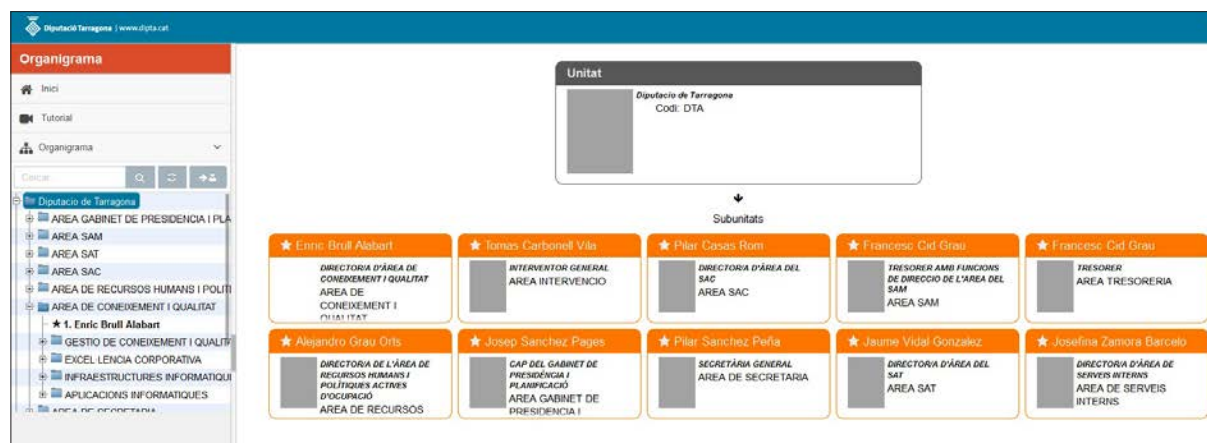 Diputació Tarragona | www.dipta.cat
Organigrama
Inici
Tutorial
Organigrama
Cercar
Diputacio de Tarragona
AREA GABINET DE PRESIDENCIA I PLA
AREA SAM
AREA SAT
AREA SAC
AREA DE RECURSOS HUMANS I POLITI
AREA DE CONEIXEMENT I QUALITAT
1. Enric Brull Alabart
GESTIO DE CONEIXEMENT I QUALIT
EXCEL·LENCIA CORPORATIVA
INFRAESTRUCTURES INFORMATIQUI
APLICACIONS INFORMATIQUES
AREA DE SECRETARIA
Unitat
Diputacio de Tarragona
Codi: DTA
Subunitats
Enric Brull Alabart
DIRECTOR/A D'ÀREA DE
CONEIXEMENT I QUALITAT
AREA DE
CONEIXEMENT I
QUALITAT
Tomas Carbonell Vila
INTERVENTOR GENERAL
AREA INTERVENCIO
Pilar Casas Rom
DIRECTOR/A D'ÀREA DEL
SAC
AREA SAC
Francesc Cid Grau
TRESORER AMB FUNCIONS
DE DIRECCIO DE L'AREA DEL
SAM
AREA SAM
Francesc Cid Grau
TRESORER
AREA TRESORERIA
Alejandro Grau Orts
DIRECTOR/A DE L'ÀREA DE
RECURSOS HUMANS I
POLÍTIQUES ACTIVES
D'OCUPACIÓ
AREA DE RECURSOS
Josep Sanchez Pages
CAP DEL GABINET DE
PRESIDÈNCIA I
PLANIFICACIÓ
AREA GABINET DE
PRESIDENCIA I
Pilar Sanchez Peña
SECRETÀRIA GENERAL
AREA DE SECRETARIA
Jaume Vidal Gonzalez
DIRECTOR/A D'ÀREA DEL
SAT
AREA SAT
Josefina Zamora Barcelo
DIRECTOR/A D'ÀREA DE
SERVEIS INTERNS
AREA DE SERVEIS
INTERNS